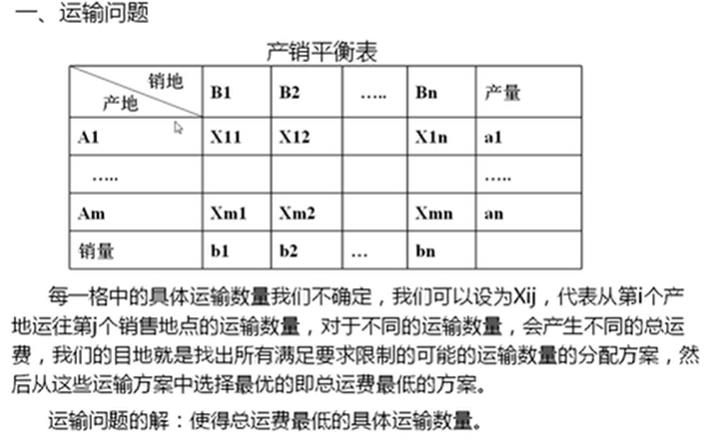 一、运输问题
产销平衡表
销地 B1 B2 ..... Bn 产量
产地
A1 X11 X12 X1n a1
..... .....
Am Xm1 Xm2 Xmn an
销量 b1 b2 ... bn
每一格中的具体运输数量我们不确定，我们可以设为Xij，代表从第i个产
地运往第j个销售地点的运输数量，对于不同的运输数量，会产生不同的总运
费，我们的目地就是找出所有满足要求限制的可能的运输数量的分配方案，然
后从这些运输方案中选择最优的即总运费最低的方案。
运输问题的解：使得总运费最低的具体运输数量。